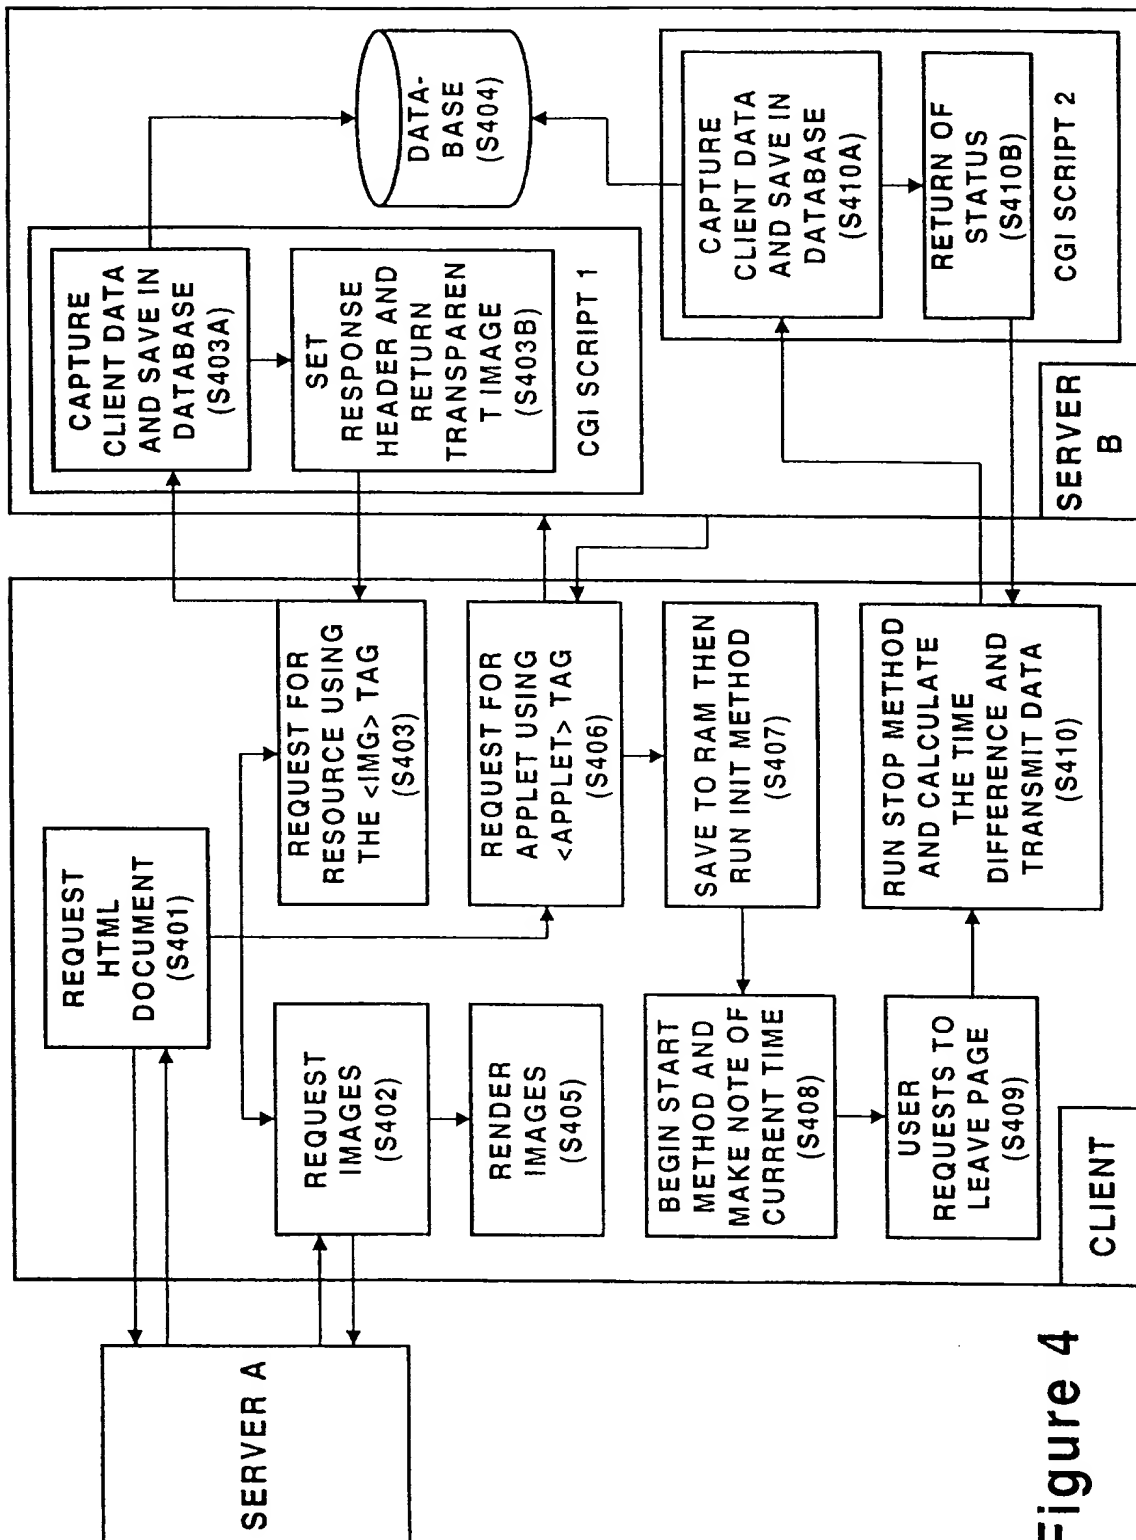 SERVER A
REQUEST
HTML
DOCUMENT
(S401)
REQUEST
IMAGES
(S402)
RENDER
IMAGES
(S405)
REQUEST FOR
RESOURCE USING
THE <IMG> TAG
(S403)
REQUEST FOR
APPLET USING
<APPLET> TAG
(S406)
SAVE TO RAM THEN
RUN INIT METHOD
(S407)
BEGIN START
METHOD AND
MAKE NOTE OF
CURRENT TIME
(S408)
USER
REQUESTS TO
LEAVE PAGE
(S409)
RUN STOP METHOD
AND CALCULATE
THE TIME
DIFFERENCE AND
TRANSMIT DATA
(S410)
CLIENT
CAPTURE
CLIENT DATA
AND SAVE IN
DATABASE
(S403A)
SET
RESPONSE
HEADER AND
RETURN
TRANSPAREN
T IMAGE
(S403B)
CGI SCRIPT 1
DATA-
BASE
(S404)
CAPTURE
CLIENT DATA
AND SAVE IN
DATABASE
(S410A)
RETURN OF
STATUS
(S410B)
CGI SCRIPT 2
SERVER
B
Figure 4